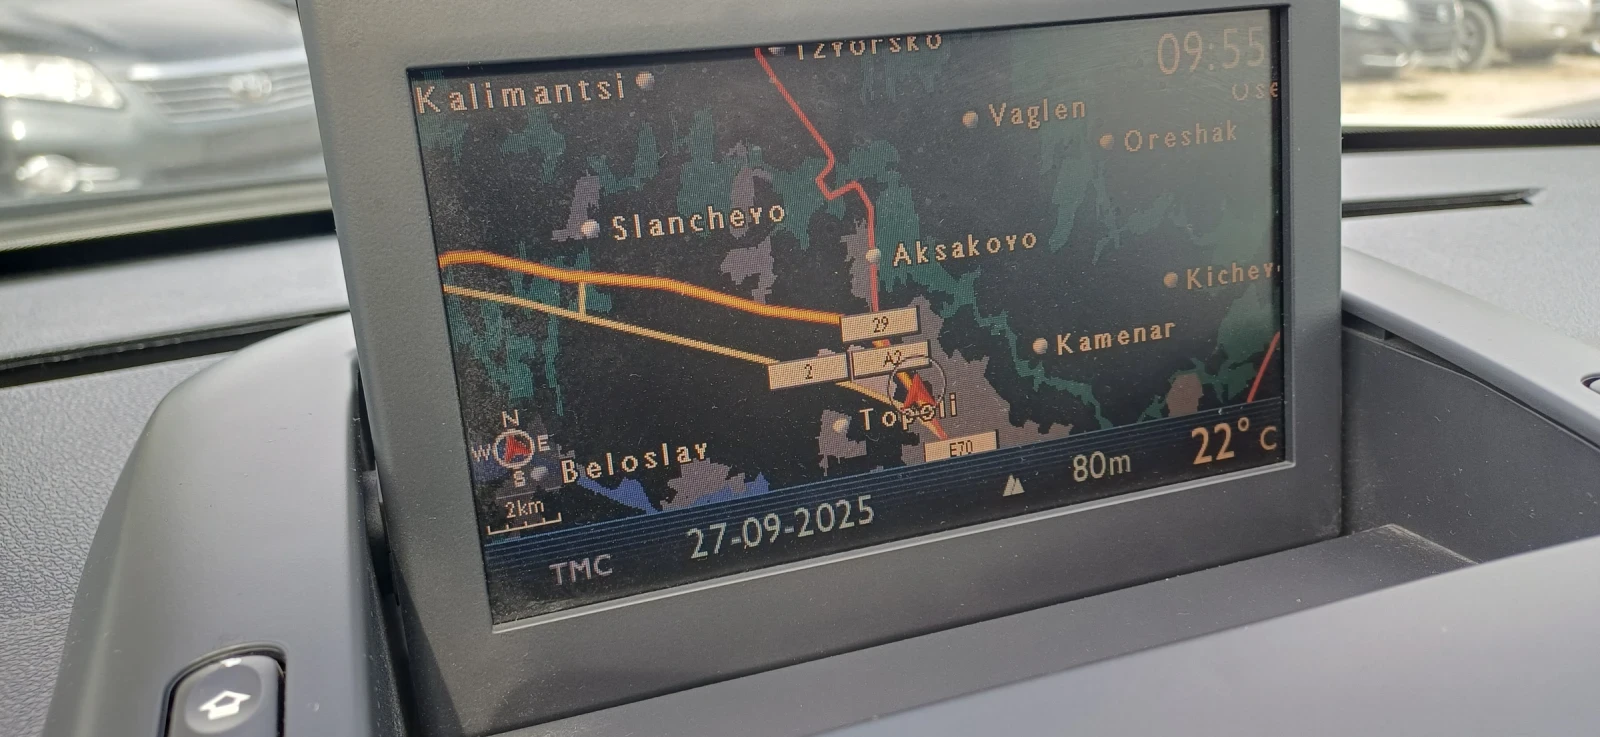 Izvorsko
09:55
Kalimantsi
Vaglen
Oreshak
Slanchevo
Aksakovo
29
A2
2
Kamenar
Topoli
E70
N
W E
S
Beloslav
2km
22°C
80m
27-09-2025
TMC